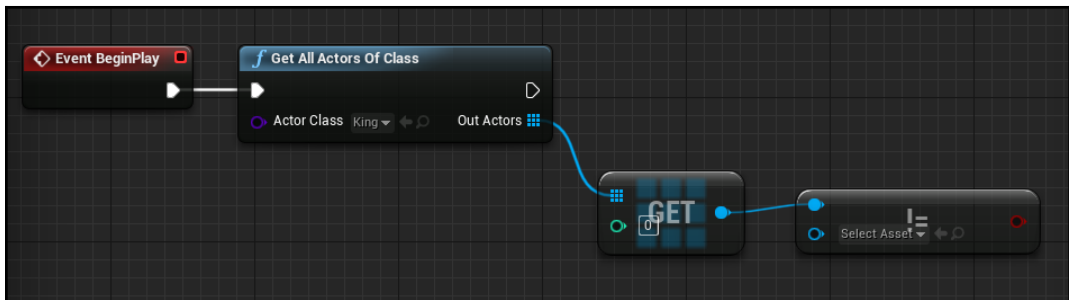 Event BeginPlay
f Get All Actors Of Class
Actor Class King Out Actors
GET
0
!=
Select Asset